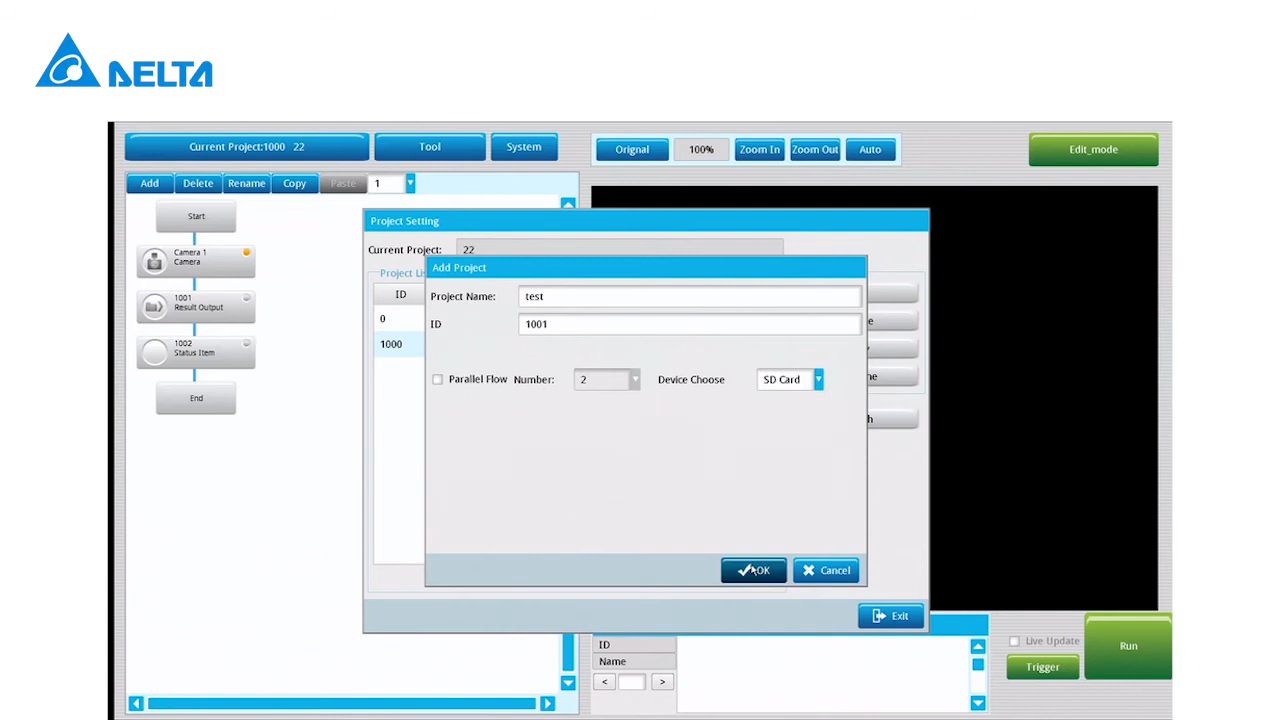 DELTA
Current Project:1000 22
Tool
System
Orignal
100%
Zoom In
Zoom Out
Auto
Edit_mode
Add
Delete
Rename
Copy
Paste
1
Start
Camera 1
Camera
1001
Result Output
1002
Status Item
End
Project Setting
Current Project:
22
Project Li
ID
0
1000
e
me
h
Add Project
Project Name:
test
ID
1001
Parallel Flow
Number:
2
Device Choose
SD Card
OK
Cancel
Exit
ID
Name
<
>
Live Update
Trigger
Run